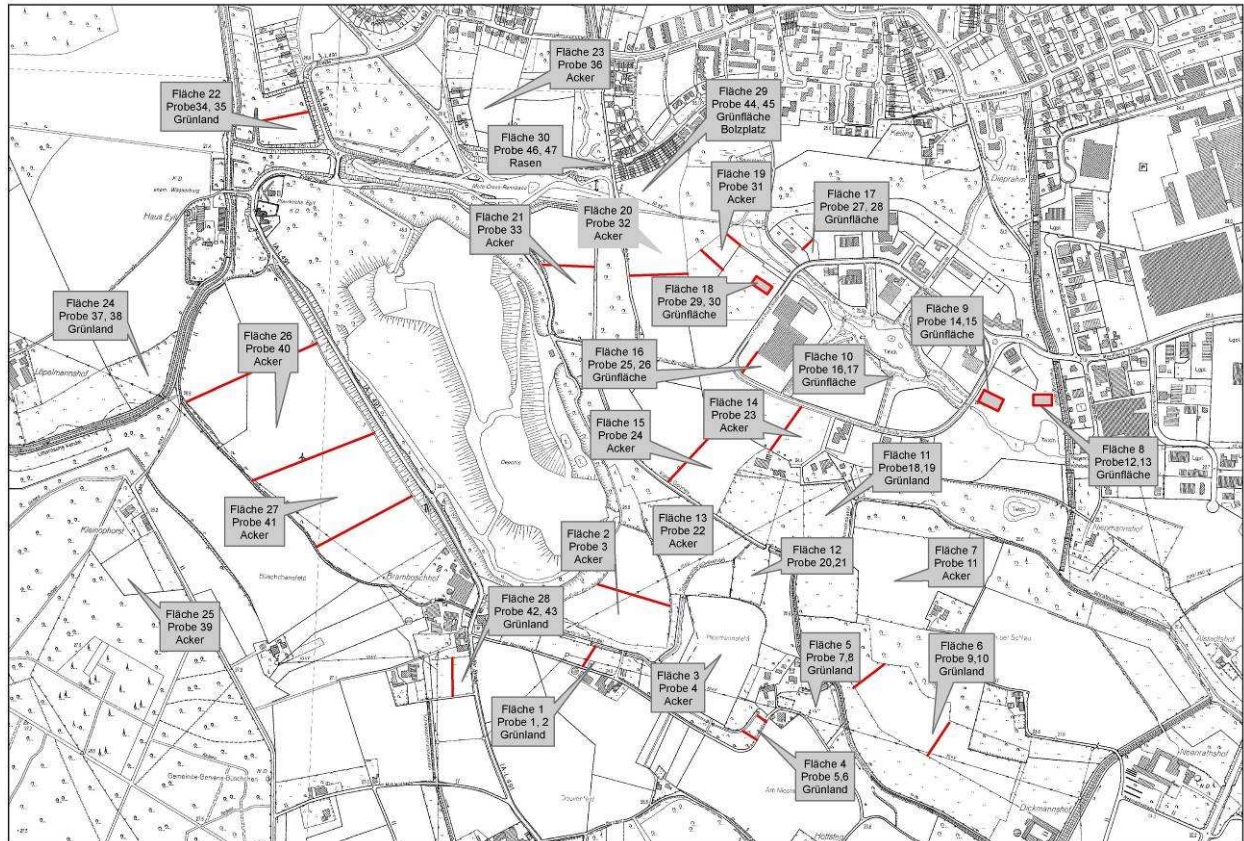 Fläche 23
Probe 36
Acker
Fläche 22
Probe34, 35
Grünland
Fläche 29
Probe 44, 45
Grünfläche
Bolzplatz
Fläche 30
Probe 46, 47
Rasen
Fläche 19
Probe 31
Acker
Fläche 17
Probe 27, 28
Grünfläche
Fläche 21
Probe 33
Acker
Fläche 20
Probe 32
Acker
Haus Eyll
Fläche 24
Probe 37, 38
Grünland
Fläche 18
Probe 29, 30
Grünfläche
Fläche 9
Probe 14,15
Grünfläche
Fläche 26
Probe 40
Acker
Fläche 16
Probe 25, 26
Grünfläche
Fläche 10
Probe 16,17
Grünfläche
Fläche 14
Probe 23
Acker
Fläche 15
Probe 24
Acker
Fläche 11
Probe18,19
Grünland
Fläche 8
Probe12,13
Grünfläche
Deponie
Fläche 27
Probe 41
Acker
Fläche 13
Probe 22
Acker
Fläche 2
Probe 3
Acker
Fläche 12
Probe 20,21
Fläche 7
Probe 11
Acker
Fläche 25
Probe 39
Acker
Fläche 28
Probe 42, 43
Grünland
Fläche 5
Probe 7,8
Grünland
Fläche 6
Probe 9,10
Grünland
Fläche 3
Probe 4
Acker
Fläche 1
Probe 1, 2
Grünland
Fläche 4
Probe 5,6
Grünland
Dickmannshof